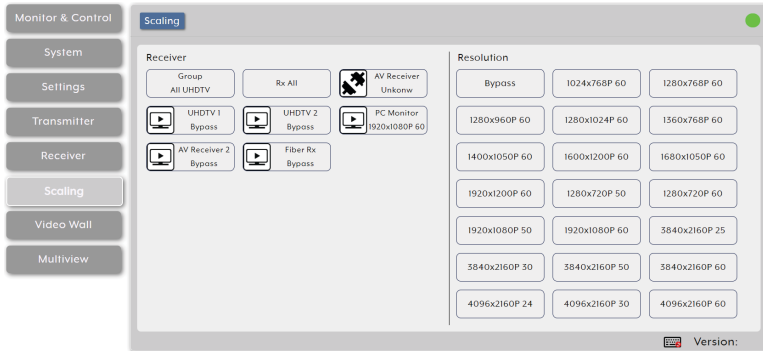 Monitor & Control
System
Settings
Transmitter
Receiver
Scaling
Video Wall
Multiview
Scaling
Receiver
Group
All UHDTV
Rx All
AV Receiver
Unkonw
UHDTV 1
Bypass
UHDTV 2
Bypass
PC Monitor
1920x1080P 60
AV Receiver 2
Bypass
Fiber Rx
Bypass
Resolution
Bypass
1024x768P 60
1280x768P 60
1280x960P 60
1280x1024P 60
1360x768P 60
1400x1050P 60
1600x1200P 60
1680x1050P 60
1920x1200P 60
1280x720P 50
1280x720P 60
1920x1080P 50
1920x1080P 60
3840x2160P 25
3840x2160P 30
3840x2160P 50
3840x2160P 60
4096x2160P 24
4096x2160P 30
4096x2160P 60
Version: